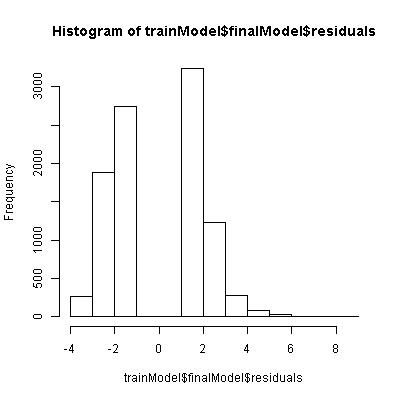 Histogram of trainModel$finalModel$residuals
Frequency
3000
2000
1000
500
0
-4 -2 0 2 4 6 8
trainModel$finalModel$residuals